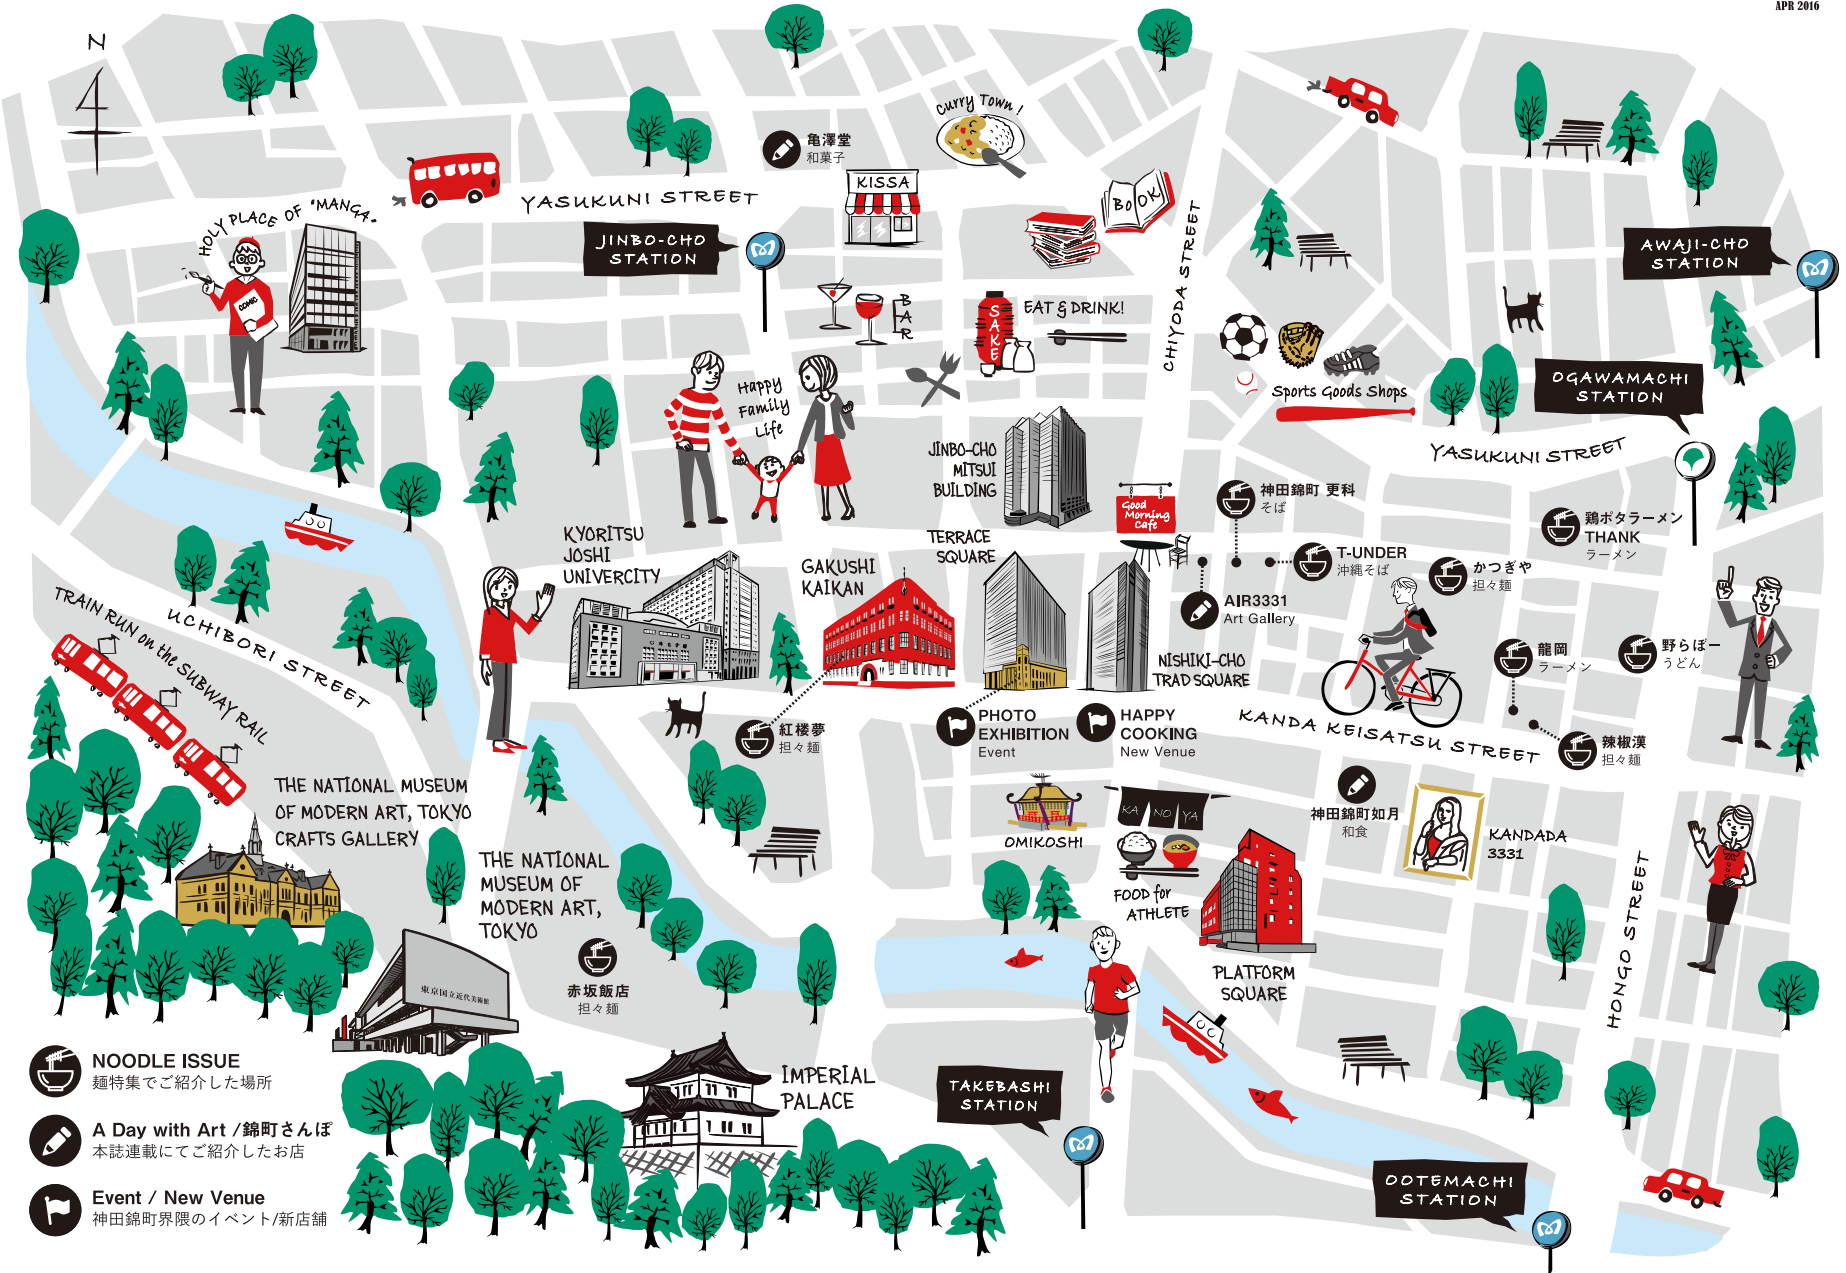 APR 2016
N
Curry Town!
亀澤堂
和菓子
KISSA
BOOK
YASUKUNI STREET
HOLY PLACE OF "MANGA"
COMIC
JINBO-CHO
STATION
CHIYODA STREET
AWAJI-CHO
STATION
BAR
SAKE
EAT & DRINK!
Sports Goods Shops
OGAWAMACHI
STATION
YASUKUNI STREET
Happy
Family
Life
JINBO-CHO
MITSUI
BUILDING
Good
Morning
Cafe
神田錦町 更科
そば
鶏ポタラーメン
THANK
ラーメン
KYORITSU
JOSHI
UNIVERCITY
GAKUSHI
KAIKAN
TERRACE
SQUARE
T-UNDER
沖縄そば
かつぎや
担々麺
AIR3331
Art Gallery
TRAIN RUN on the SUBWAY RAIL
UCHIBORI STREET
NISHIKI-CHO
TRAD SQUARE
龍岡
ラーメン
野らぼー
うどん
紅楼夢
担々麺
PHOTO
EXHIBITION
Event
HAPPY
COOKING
New Venue
KANDA KEISATSU STREET
辣椒漢
担々麺
THE NATIONAL MUSEUM
OF MODERN ART, TOKYO
CRAFTS GALLERY
OMIKOSHI
KA NO YA
神田錦町如月
和食
KANDADA
3331
THE NATIONAL
MUSEUM OF
MODERN ART,
TOKYO
FOOD for
ATHLETE
HONGO STREET
PLATFORM
SQUARE
赤坂飯店
担々麺
東京国立近代美術館
IMPERIAL
PALACE
TAKEBASHI
STATION
OOTEMACHI
STATION
NOODLE ISSUE
麺特集でご紹介した場所
A Day with Art /錦町さんぽ
本誌連載にてご紹介したお店
Event / New Venue
神田錦町界隈のイベント/新店舗